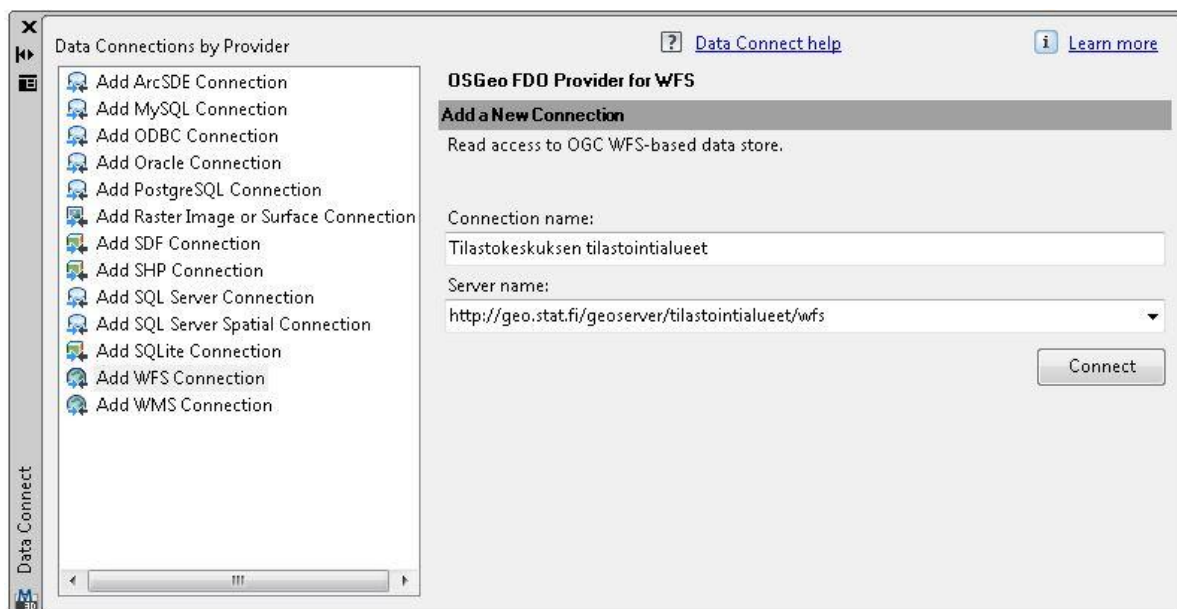 Data Connections by Provider
Data Connect help
Learn more
Add ArcSDE Connection
Add MySQL Connection
Add ODBC Connection
Add Oracle Connection
Add PostgreSQL Connection
Add Raster Image or Surface Connection
Add SDF Connection
Add SHP Connection
Add SQL Server Connection
Add SQL Server Spatial Connection
Add SQLite Connection
Add WFS Connection
Add WMS Connection
OSGeo FDO Provider for WFS
Add a New Connection
Read access to OGC WFS-based data store.
Connection name:
Tilastokeskuksen tilastointialueet
Server name:
http://geo.stat.fi/geoserver/tilastointialueet/wfs
Connect
Data Connect